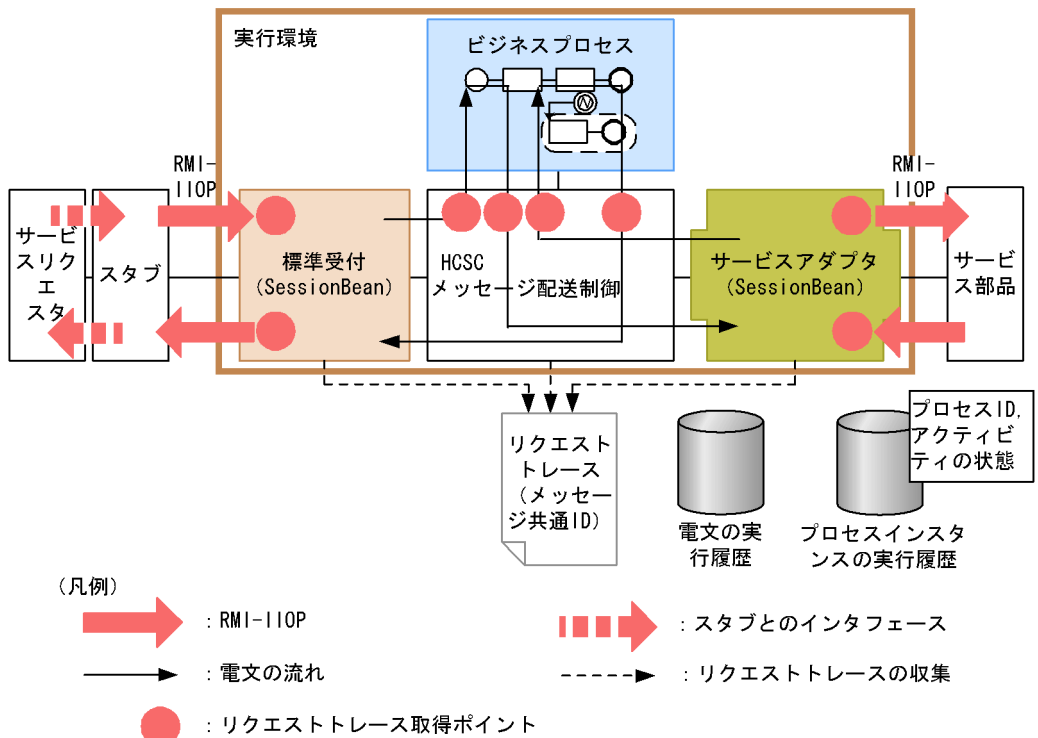 実行環境
ビジネスプロセス
N
RMI-
IIOP
RMI-
IIOP
サービ
スリク
エ
スタ
スタブ
標準受付
(SessionBean)
HCSC
メッセージ配送制御
サービスアダプタ
(SessionBean)
サービ
ス部品
リクエスト
トレース
(メッセー
ジ共通ID)
電文の実
行履歴
プロセスID,
アクティビ
ティの状態
プロセスインスタ
ンスの実行履歴
(凡例)
:RMI-IIOP
:スタブとのインタフェース
:電文の流れ
:リクエストトレースの収集
:リクエストトレース取得ポイント